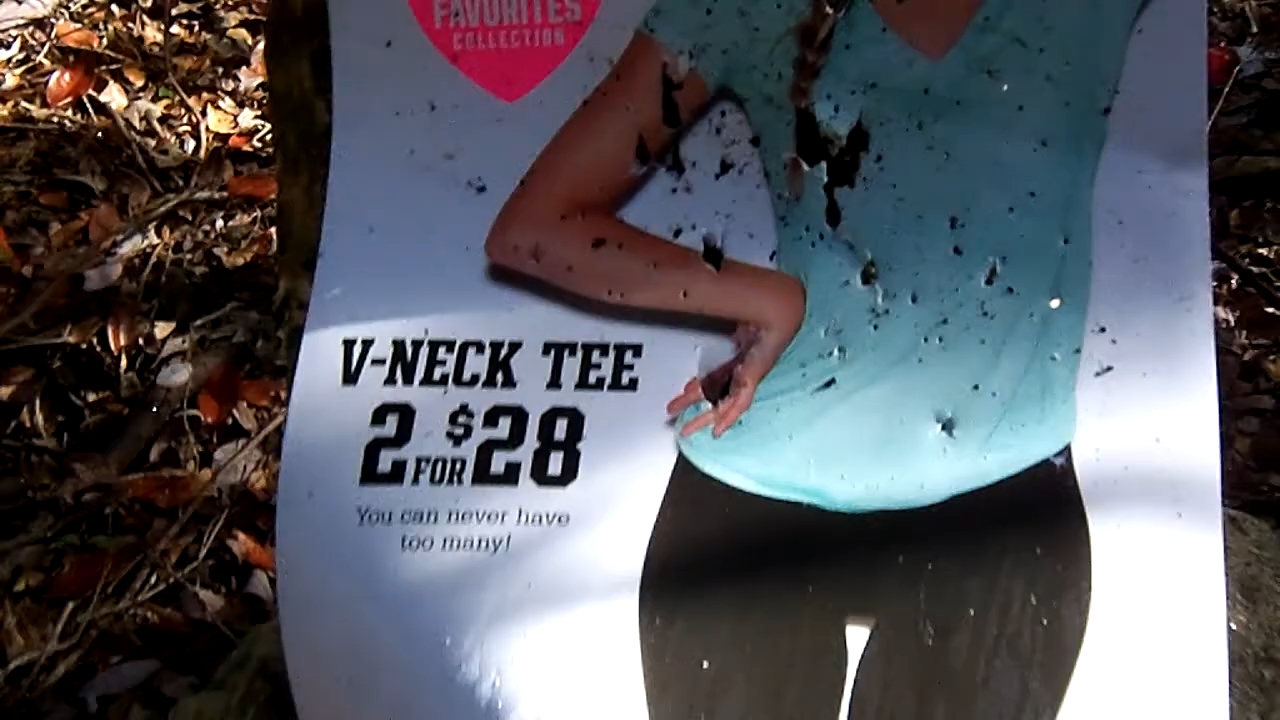 FAVORITES
COLLECTION
V-NECK TEE
2 FOR $28
You can never have
too many!